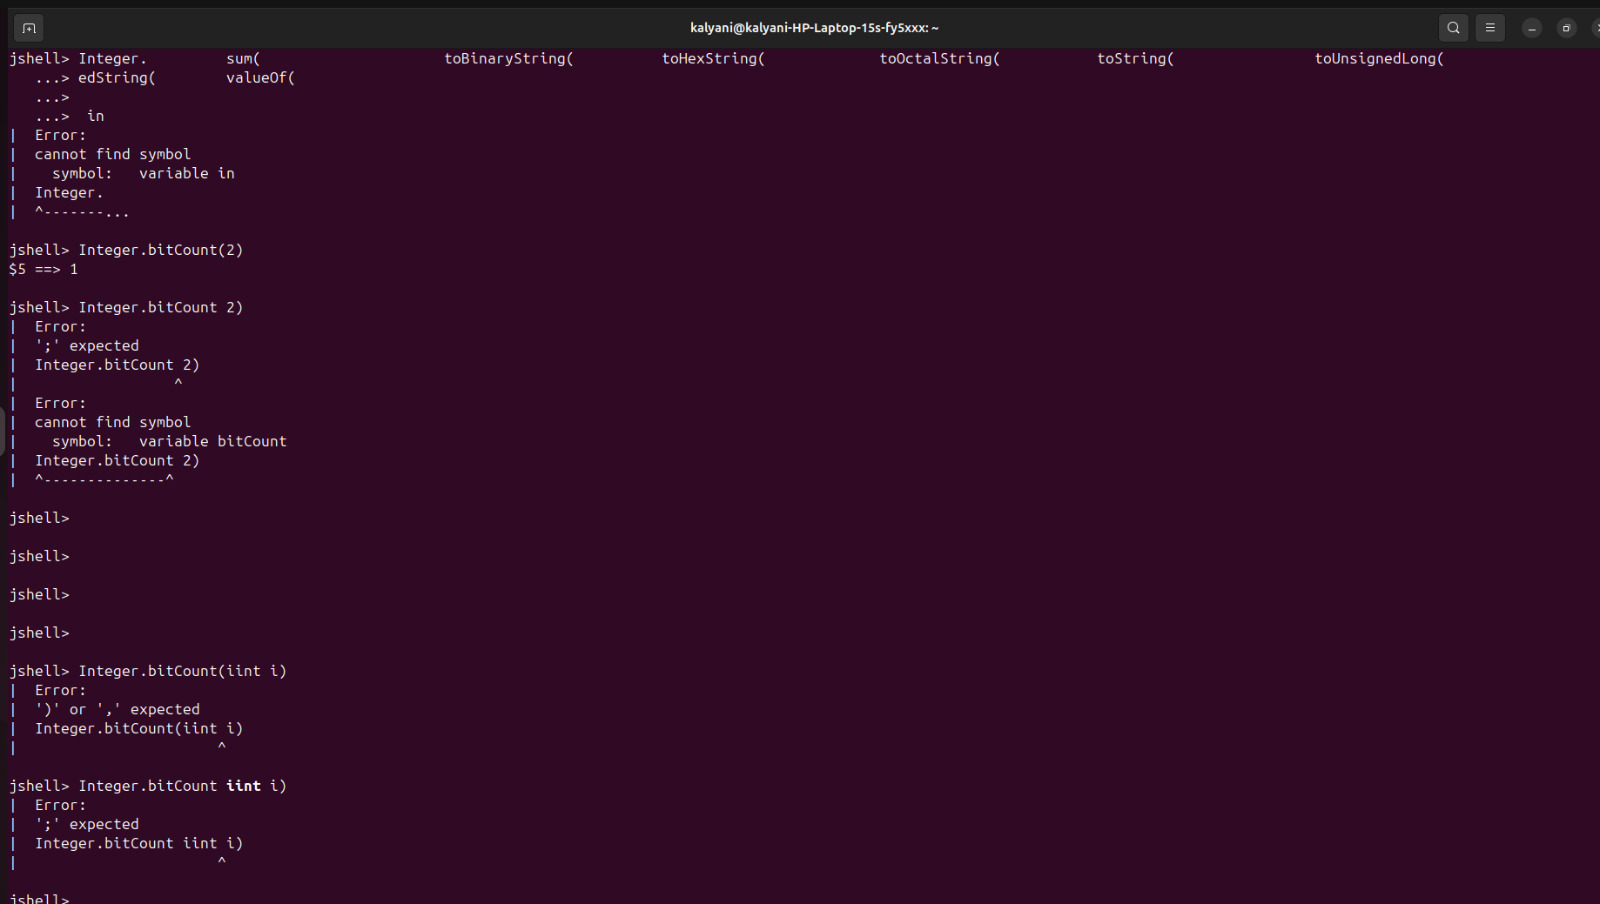 kalyani@kalyani-HP-Laptop-15s-fy5xxx: ~
jshell> Integer.         sum(                     toBinaryString(          toHexString(             toOctalString(           toString(                toUnsignedLong(
   ...> edString(        valueOf(
   ...>
   ...>  in
|  Error:
|  cannot find symbol
|    symbol:   variable in
|  Integer.
|  ^-------...
jshell> Integer.bitCount(2)
$5 ==> 1
jshell> Integer.bitCount 2)
|  Error:
|  ';' expected
|  Integer.bitCount 2)
|                  ^
|  Error:
|  cannot find symbol
|    symbol:   variable bitCount
|  Integer.bitCount 2)
|  ^--------------^
jshell>
jshell>
jshell>
jshell>
jshell> Integer.bitCount(iint i)
|  Error:
|  ')' or ',' expected
|  Integer.bitCount(iint i)
|                       ^
jshell> Integer.bitCount iint i)
|  Error:
|  ';' expected
|  Integer.bitCount iint i)
|                       ^
jshell>